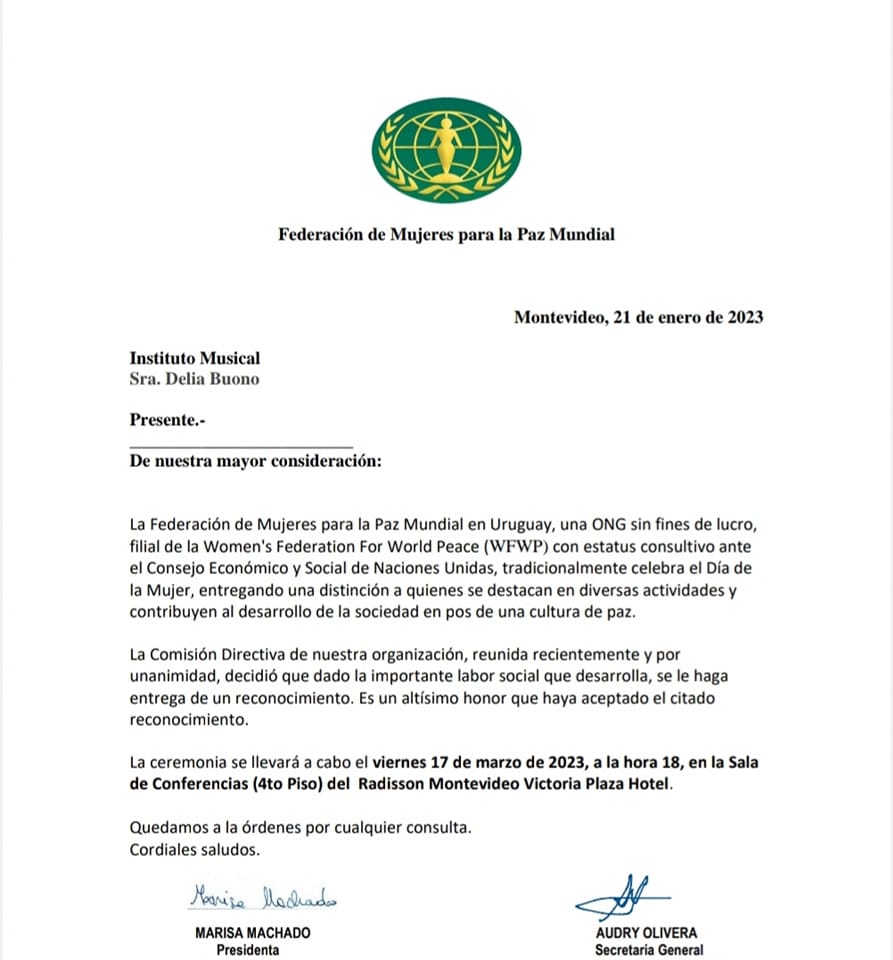 Federación de Mujeres para la Paz Mundial
Montevideo, 21 de enero de 2023
Instituto Musical
Sra. Delia Buono
Presente.-
De nuestra mayor consideración:
La Federación de Mujeres para la Paz Mundial en Uruguay, una ONG sin fines de lucro,
filial de la Women's Federation For World Peace (WFWP) con estatus consultivo ante
el Consejo Económico y Social de Naciones Unidas, tradicionalmente celebra el Día de
la Mujer, entregando una distinción a quienes se destacan en diversas actividades y
contribuyen al desarrollo de la sociedad en pos de una cultura de paz.
La Comisión Directiva de nuestra organización, reunida recientemente y por
unanimidad, decidió que dado la importante labor social que desarrolla, se le haga
entrega de un reconocimiento. Es un altísimo honor que haya aceptado el citado
reconocimiento.
La ceremonia se llevará a cabo el viernes 17 de marzo de 2023, a la hora 18, en la Sala
de Conferencias (4to Piso) del Radisson Montevideo Victoria Plaza Hotel.
Quedamos a la órdenes por cualquier consulta.
Cordiales saludos.
Marisa Machado
MARISA MACHADO
Presidenta
AUDRY OLIVERA
Secretaria General